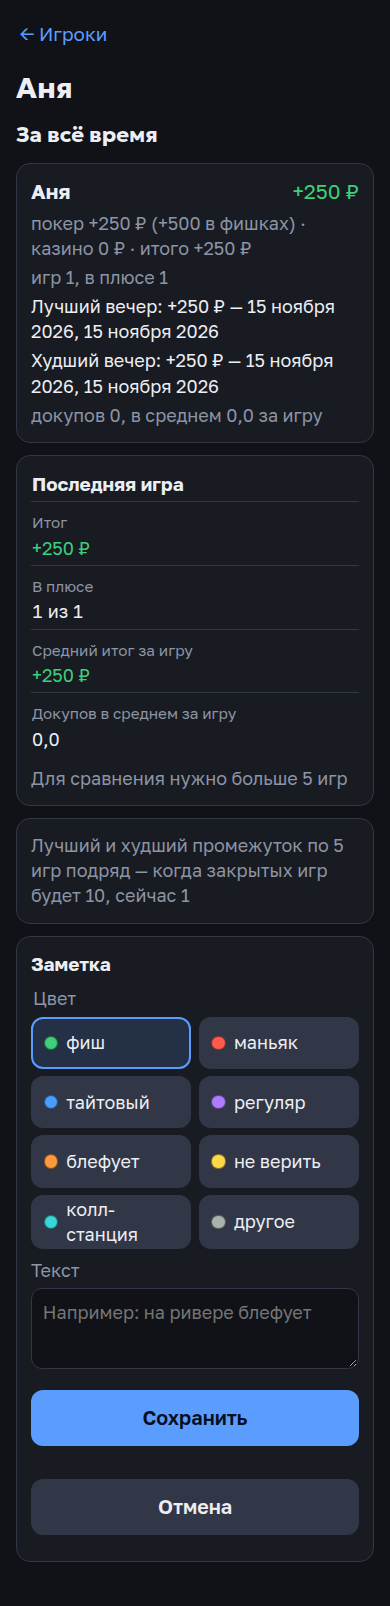 ← Игроки
Аня
За всё время
Аня +250 ₽
покер +250 ₽ (+500 в фишках) ·
казино 0 ₽ · итого +250 ₽
игр 1, в плюсе 1
Лучший вечер: +250 ₽ — 15 ноября
2026, 15 ноября 2026
Худший вечер: +250 ₽ — 15 ноября
2026, 15 ноября 2026
докупов 0, в среднем 0,0 за игру
Последняя игра
Итог
+250 ₽
В плюсе
1 из 1
Средний итог за игру
+250 ₽
Докупов в среднем за игру
0,0
Для сравнения нужно больше 5 игр
Лучший и худший промежуток по 5
игр подряд — когда закрытых игр
будет 10, сейчас 1
Заметка
Цвет
фиш маньяк
тайтовый регуляр
блефует не верить
колл-
станция другое
Текст
Например: на ривере блефует
Сохранить
Отмена